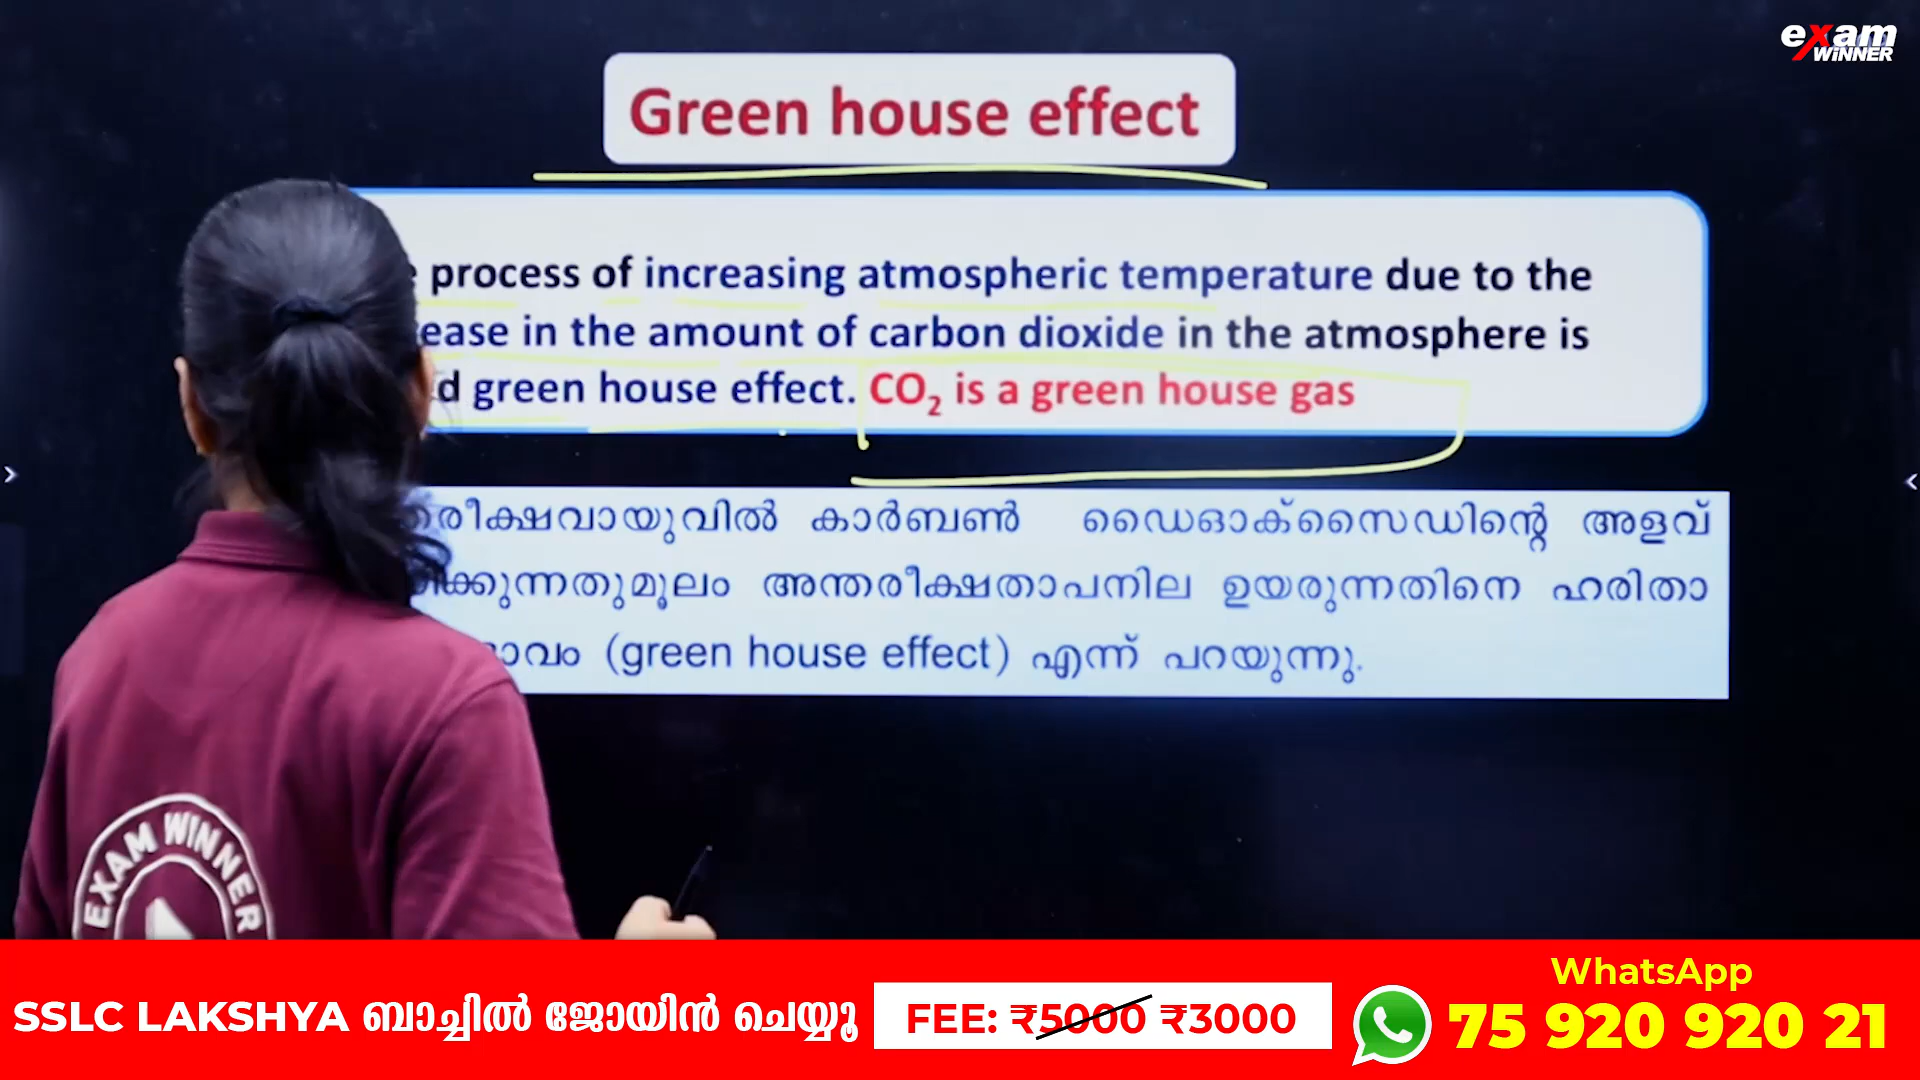 exam
WINNER
Green house effect
process of increasing atmospheric temperature due to the
ease in the amount of carbon dioxide in the atmosphere is
d green house effect. CO₂ is a green house gas
രീക്ഷവായുവിൽ കാർബൺ ഡൈഓക്സൈഡിന്റെ അളവ്
ക്കുന്നതുമൂലം അന്തരീക്ഷതാപനില ഉയരുന്നതിനെ ഹരിതാ
വം (green house effect) എന്ന് പറയുന്നു.
EXAM WINNER
WhatsApp
SSLC LAKSHYA ബാച്ചിൽ ജോയിൻ ചെയ്യൂ FEE: ₹5000 ₹3000 75 920 920 21